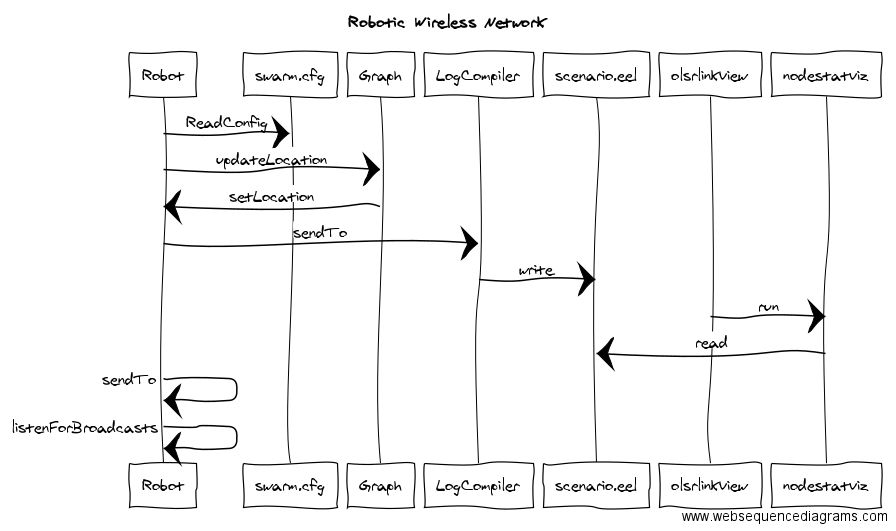 Robotic Wireless Network
Robot swarm.cfg Graph LogCompiler scenario.eel olsrlinkView nodestatviz
ReadConfig
updateLocation
setLocation
sendTo
write
run
read
sendTo
listenForBroadcasts
Robot swarm.cfg Graph LogCompiler scenario.eel olsrlinkView nodestatviz
www.websequencediagrams.com